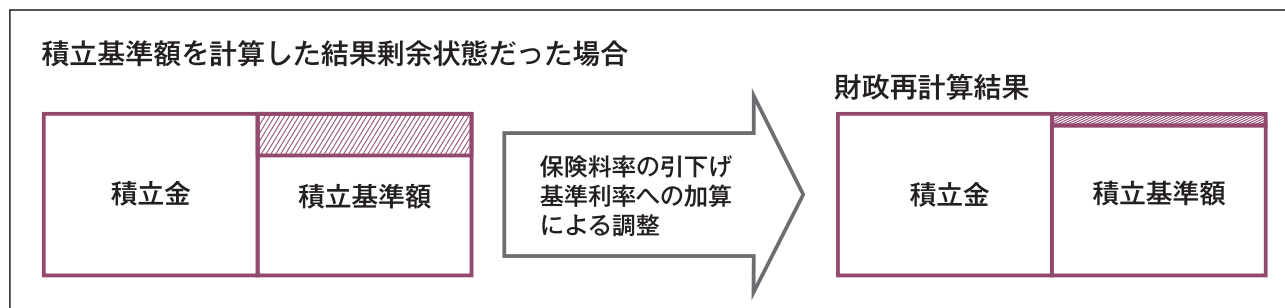 積立基準額を計算した結果剰余状態だった場合
積立金
積立基準額
保険料率の引下げ
基準利率への加算
による調整
財政再計算結果
積立金
積立基準額